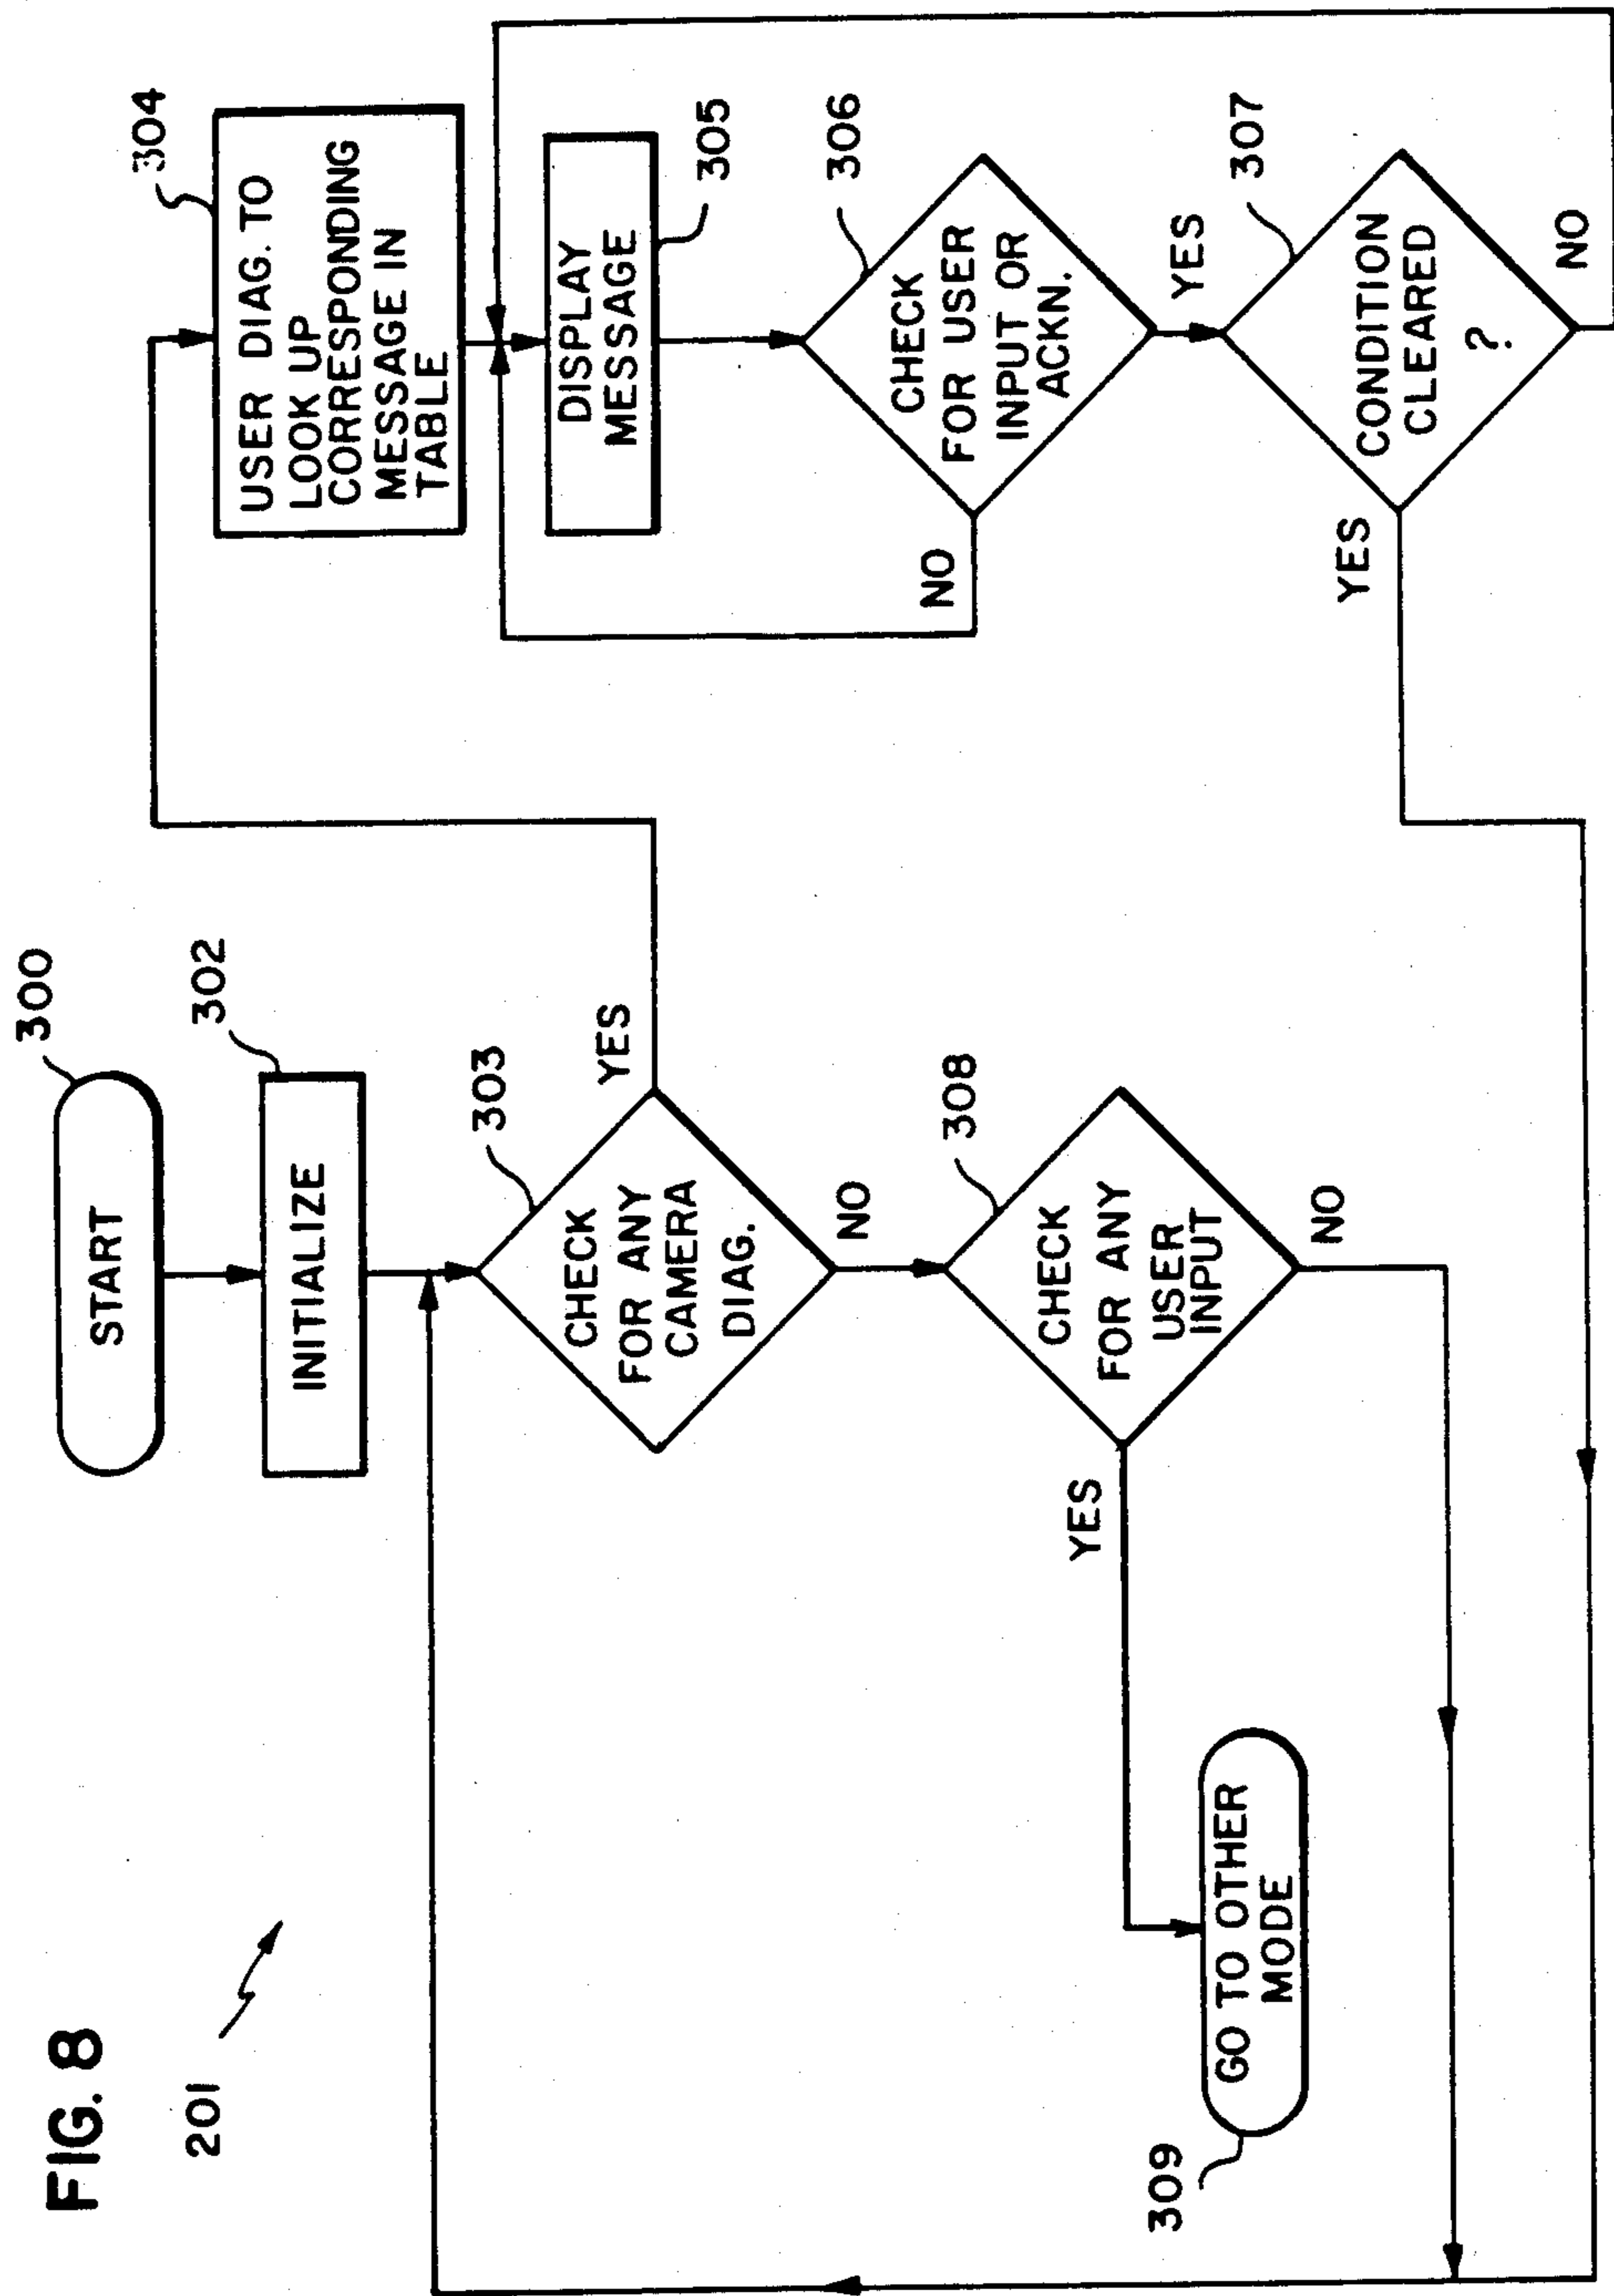 FIG. 8
201
300
START
302
INITIALIZE
303
CHECK
FOR ANY
CAMERA
DIAG.
YES
NO
308
CHECK
FOR ANY
USER
INPUT
YES
NO
309
GO TO OTHER
MODE
304
USER DIAG. TO
LOOK UP
CORRESPONDING
MESSAGE IN
TABLE
305
DISPLAY
MESSAGE
306
CHECK
FOR USER
INPUT OR
ACKN.
NO
YES
307
CONDITION
CLEARED
?
YES
NO